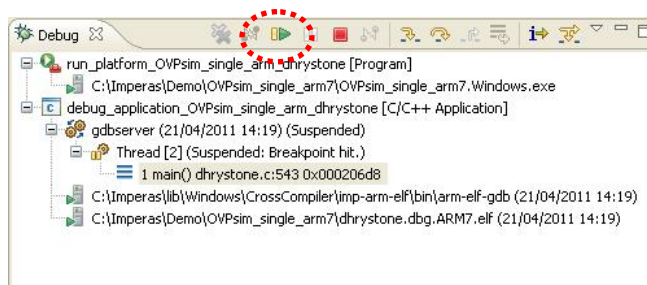 Debug
run_platform_OVPsim_single_arm_dhrystone [Program]
C:\Imperas\Demo\OVPsim_single_arm7\OVPsim_single_arm7.Windows.exe
debug_application_OVPsim_single_arm_dhrystone [C/C++ Application]
gdbserver (21/04/2011 14:19) (Suspended)
Thread [2] (Suspended: Breakpoint hit.)
1 main() dhrystone.c:543 0x000206d8
C:\Imperas\lib\Windows\CrossCompiler\imp-arm-elf\bin\arm-elf-gdb (21/04/2011 14:19)
C:\Imperas\Demo\OVPsim_single_arm7\dhrystone.dbg.ARM7.elf (21/04/2011 14:19)